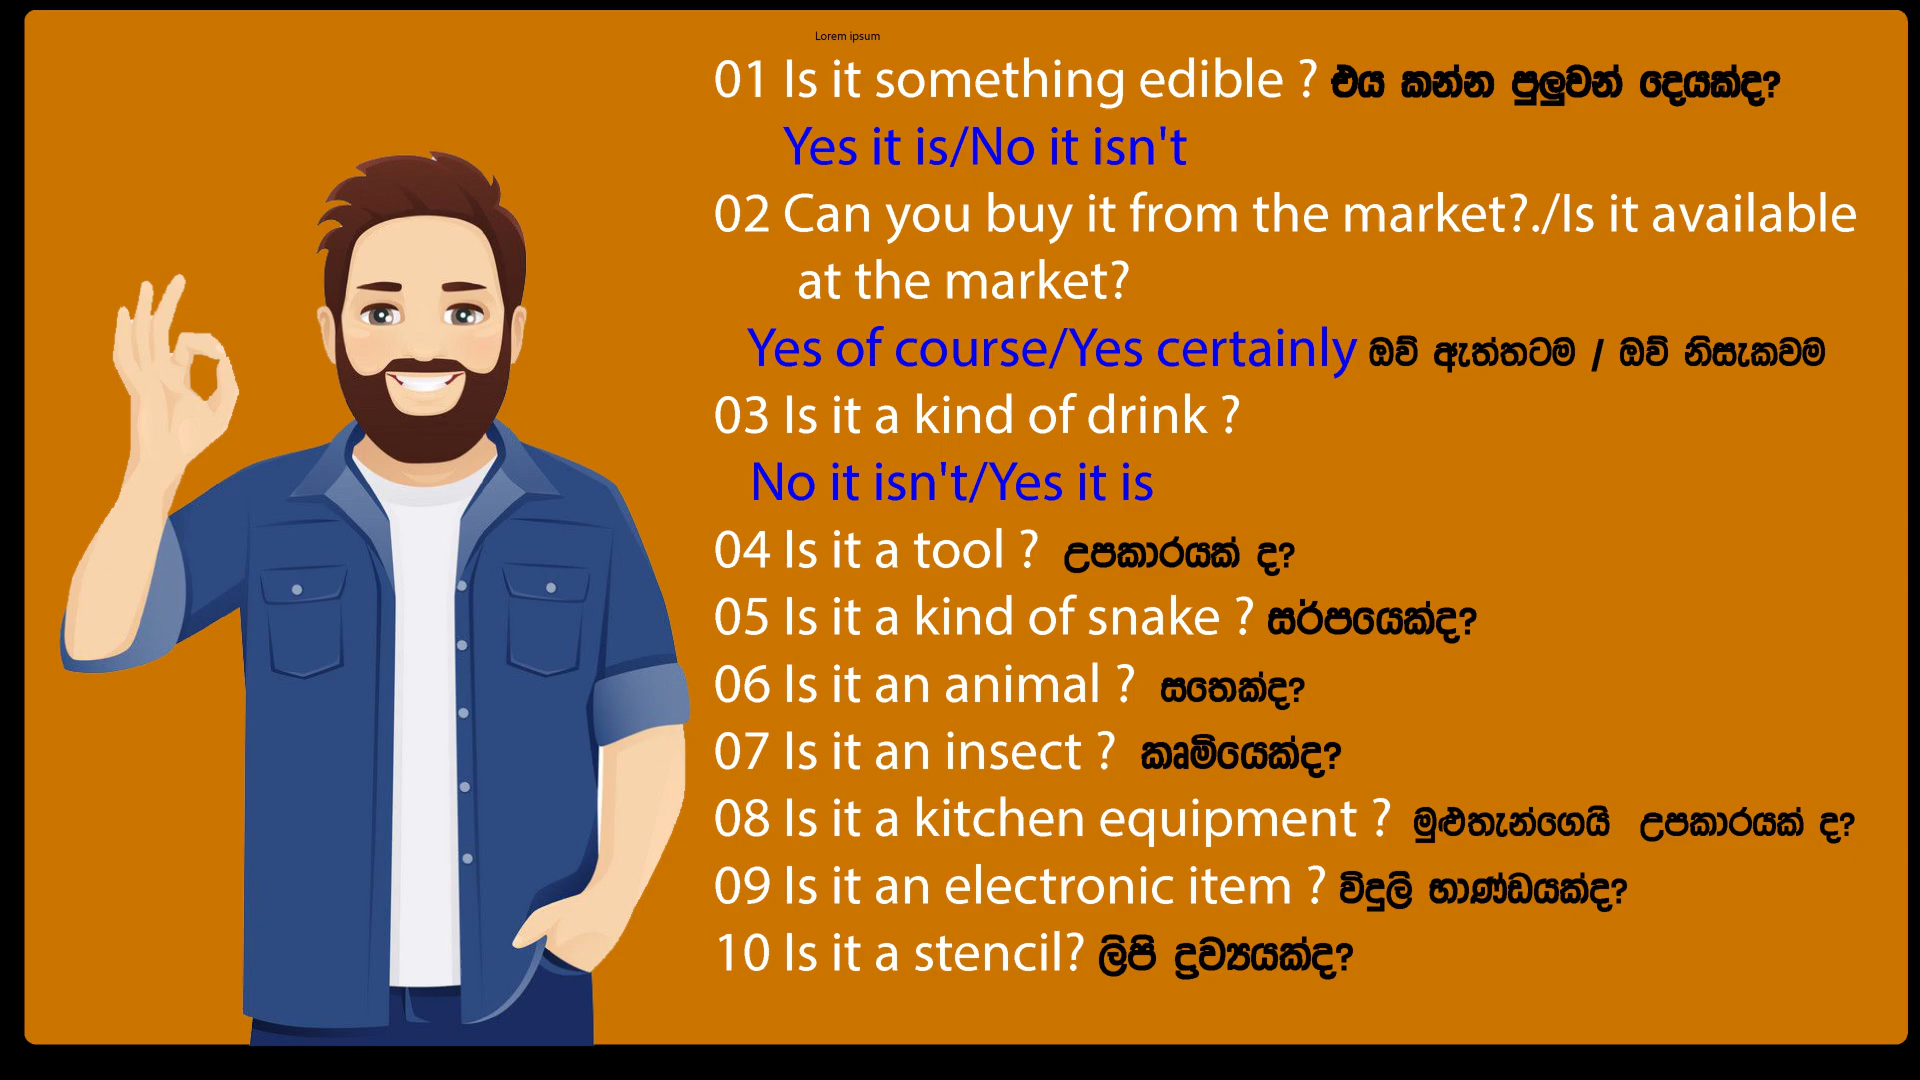 Lorem ipsum
01 Is it something edible ? එය කන්න පුලුවන් දෙයක්ද?
Yes it is/No it isn't
02 Can you buy it from the market?./Is it available
at the market?
Yes of course/Yes certainly ඔව් ඇත්තටම / ඔව් නිසැකවම
03 Is it a kind of drink ?
No it isn't/Yes it is
04 Is it a tool ? උපකාරයක් ද?
05 Is it a kind of snake ? සර්පයෙක්ද?
06 Is it an animal ? සතෙක්ද?
07 Is it an insect ? කෘමියෙක්ද?
08 Is it a kitchen equipment ? මුළුතැන්ගෙයි උපකාරයක් ද?
09 Is it an electronic item ? විදුලි භාණ්ඩයක්ද?
10 Is it a stencil? ලිපි ද්‍රව්‍යයක්ද?